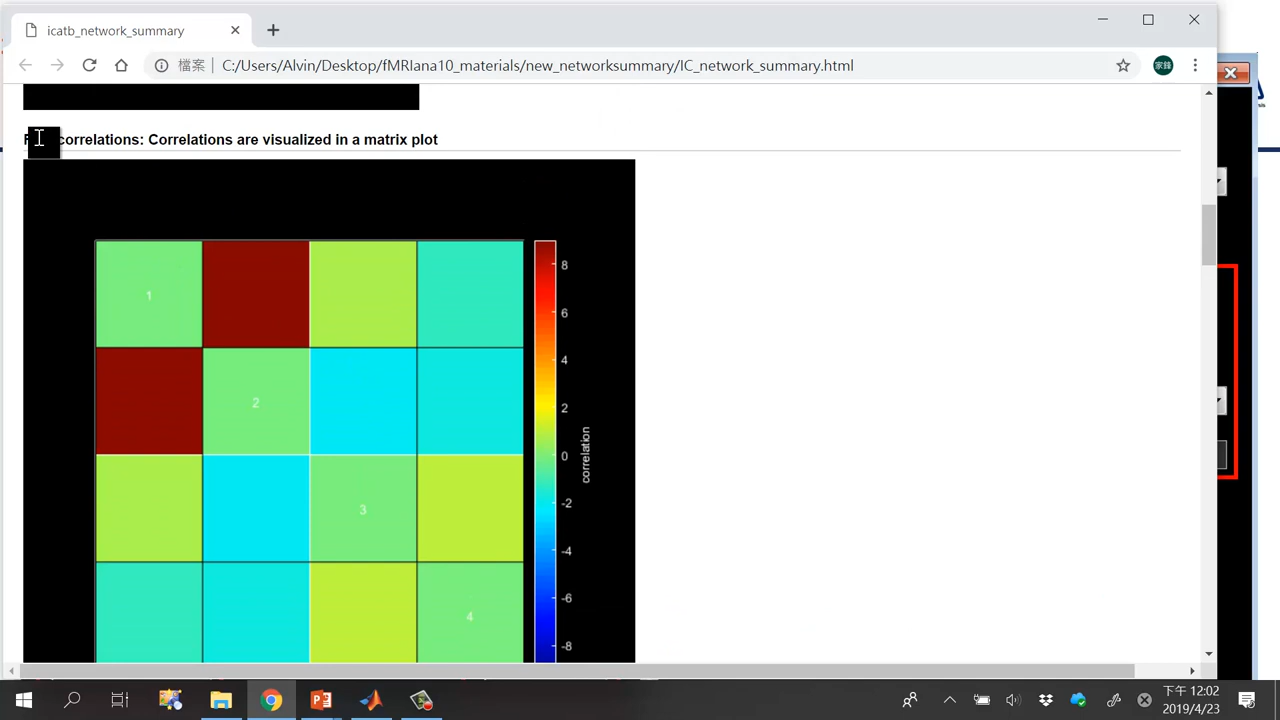 icatb_network_summary
檔案
C:/Users/Alvin/Desktop/fMRIana10_materials/new_networksummary/IC_network_summary.html
家鋒
correlations: Correlations are visualized in a matrix plot
1
2
3
4
8
6
4
2
0
-2
-4
-6
-8
correlation
下午 12:02
2019/4/23